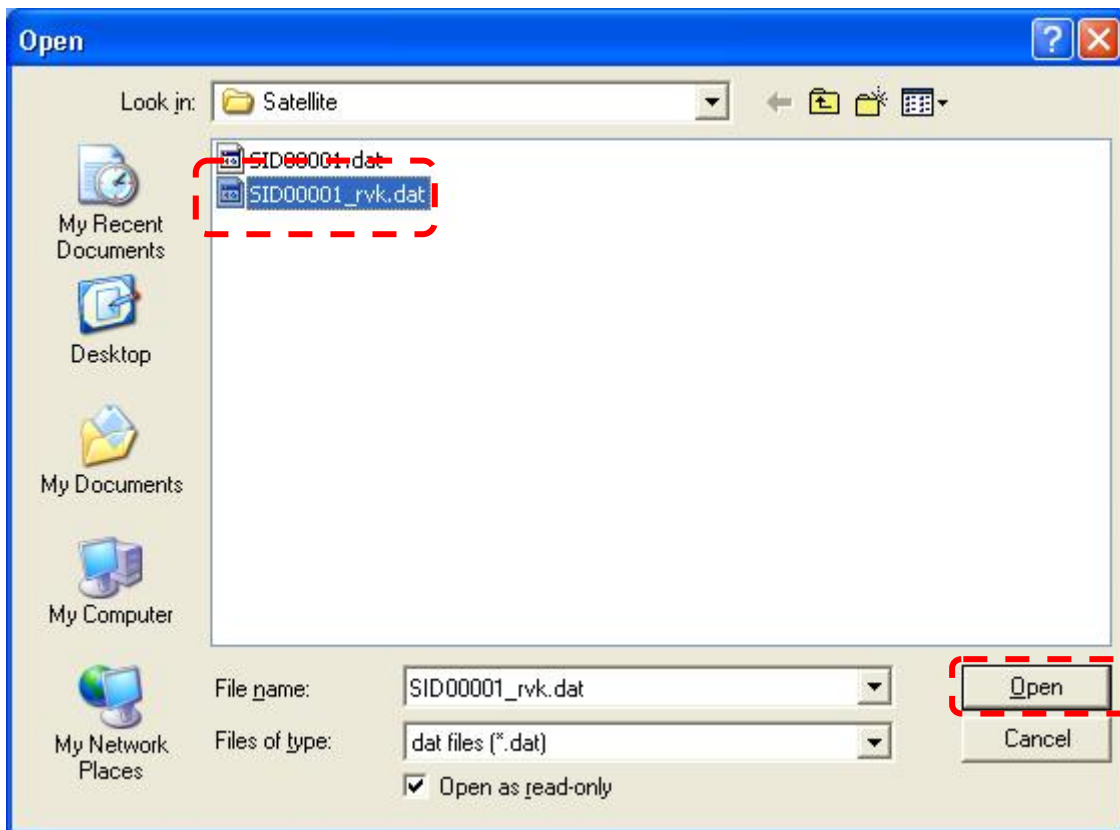 Open
Look in:
Satellite
SID00001.dat
SID00001_rvk.dat
My Recent
Documents
Desktop
My Documents
My Computer
My Network
Places
File name:
SID00001_rvk.dat
Open
Files of type:
dat files (*.dat)
Cancel
Open as read-only